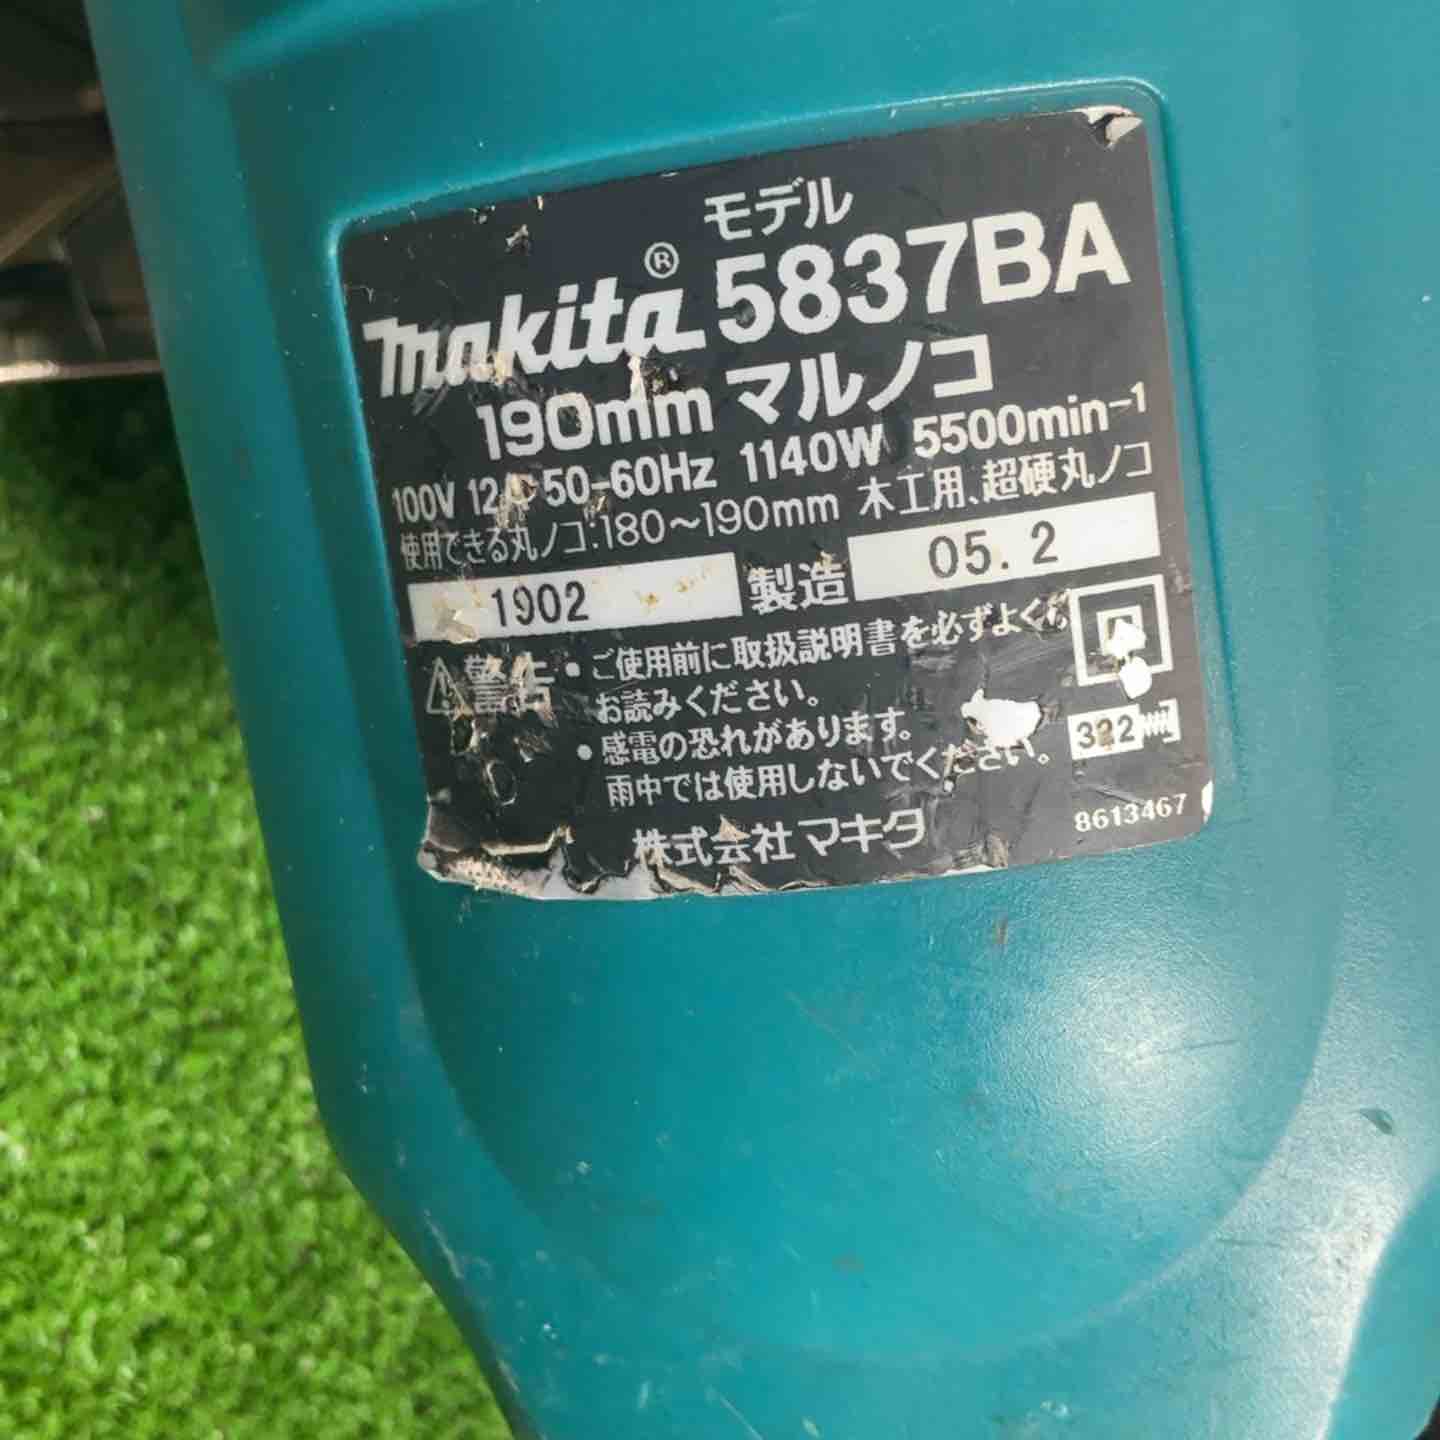 モデル
makita® 5837BA
190mm マルノコ
100V 50-60Hz 1140W 5500min-1
使用できる丸ノコ:180〜190mm 木工用、超硬丸ノコ
1902 製造 05.2
警告 ・ご使用前に取扱説明書を必ずよく
お読みください。
・感電の恐れがあります。
雨中では使用しないでください。
322
株式会社マキタ 8613467